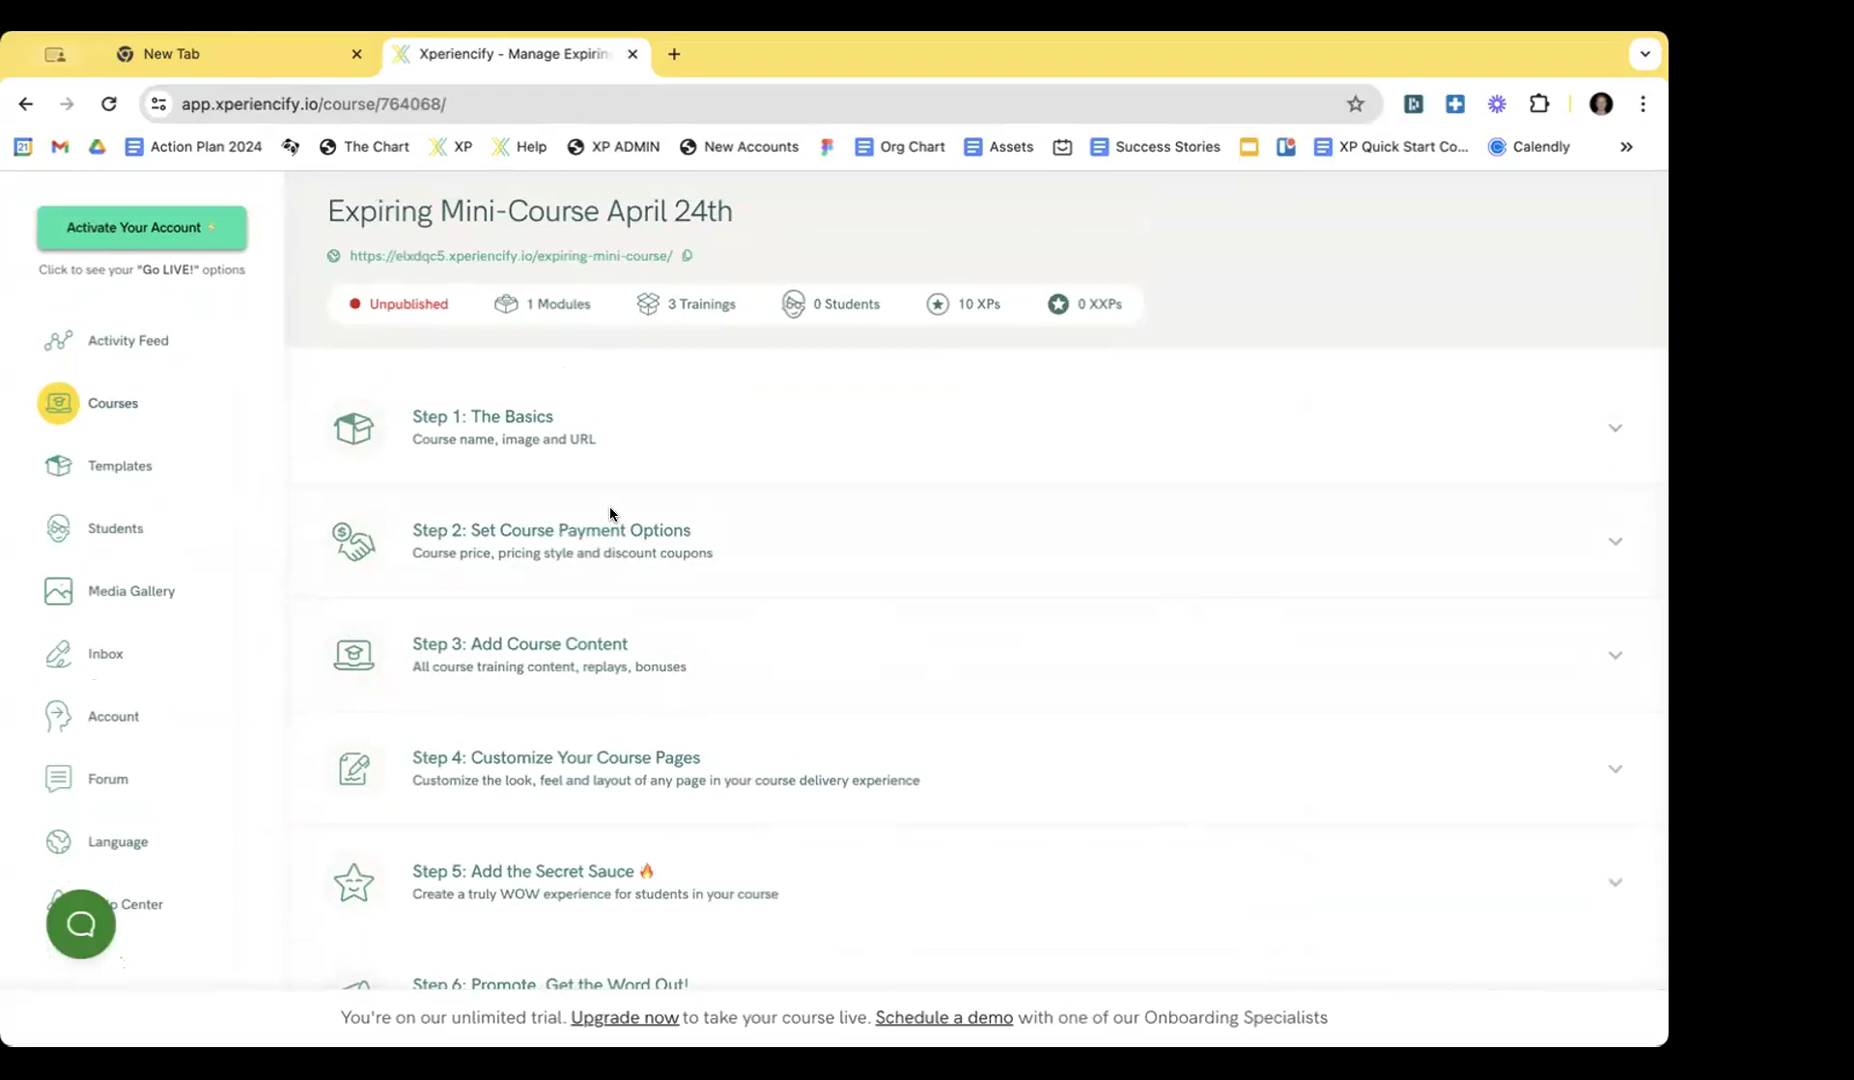 New Tab
Xperiencify - Manage Expirin
app.xperiencify.io/course/764068/
21 Action Plan 2024 The Chart XP Help XP ADMIN New Accounts Org Chart Assets Success Stories XP Quick Start Co... Calendly
Activate Your Account
Click to see your "Go LIVE!" options
Activity Feed
Courses
Templates
Students
Media Gallery
Inbox
Account
Forum
Language
p Center
Expiring Mini-Course April 24th
https://elxdqc5.xperiencify.io/expiring-mini-course/
Unpublished 1 Modules 3 Trainings 0 Students 10 XPs 0 XXPs
Step 1: The Basics
Course name, image and URL
Step 2: Set Course Payment Options
Course price, pricing style and discount coupons
Step 3: Add Course Content
All course training content, replays, bonuses
Step 4: Customize Your Course Pages
Customize the look, feel and layout of any page in your course delivery experience
Step 5: Add the Secret Sauce 🔥
Create a truly WOW experience for students in your course
Step 6: Promote, Get the Word Out!
You're on our unlimited trial. Upgrade now to take your course live. Schedule a demo with one of our Onboarding Specialists